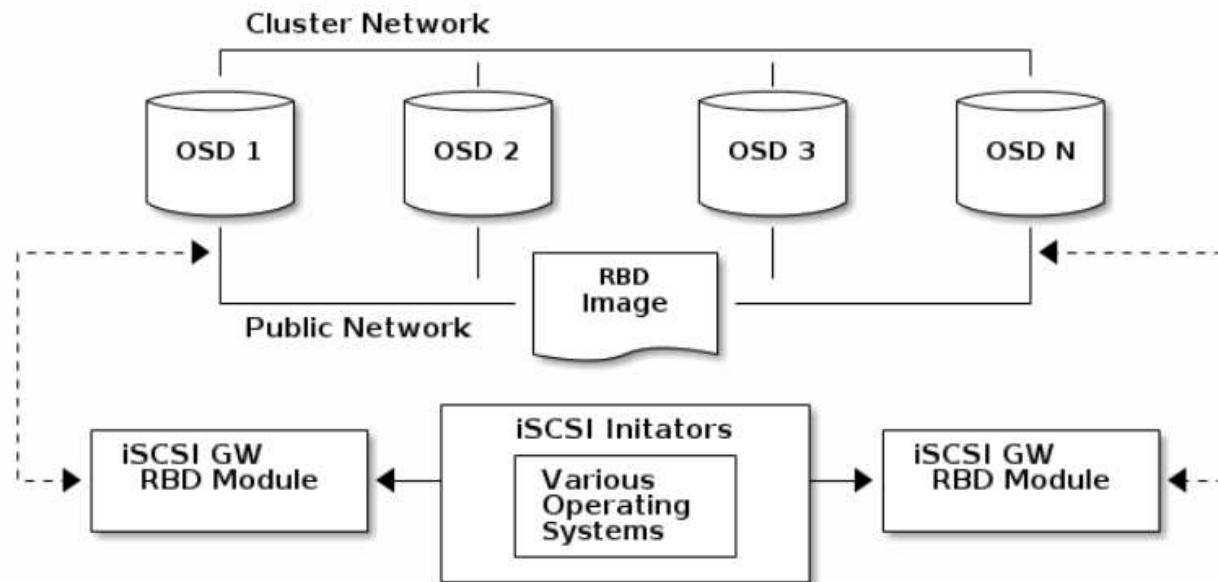 Cluster Network
OSD 1
OSD 2
OSD 3
OSD N
RBD
Image
Public Network
iSCSI GW
RBD Module
iSCSI Initators
Various
Operating
Systems
iSCSI GW
RBD Module